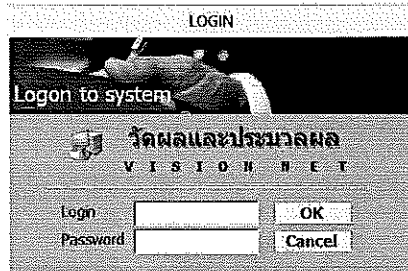 LOGIN
Logon to system
วัดผลและประมวลผล
VISION NET
Login OK
Password Cancel